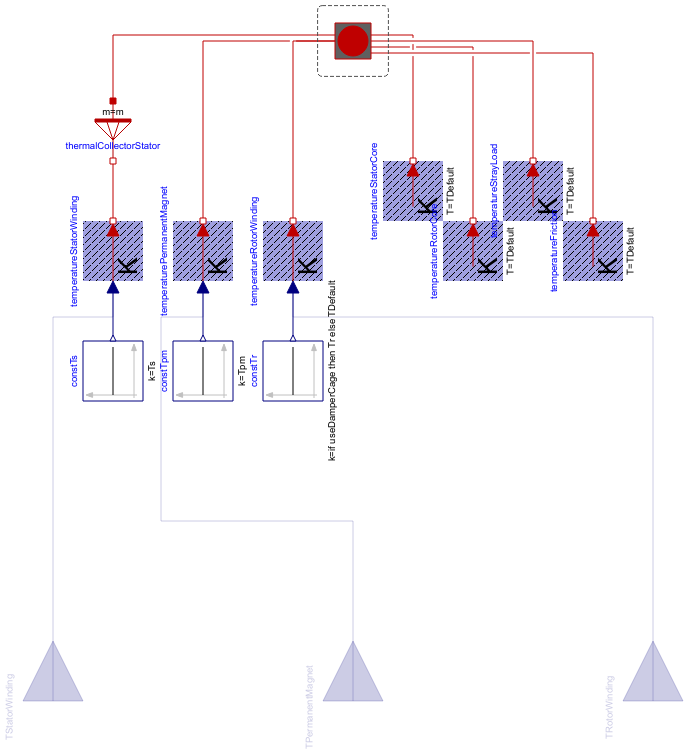 m=m
thermalCollectorStator
temperatureStatorCore
K
T=TDefault
temperatureStrayLoad
K
T=TDefault
temperatureStatorWinding
K
temperaturePermanentMagnet
K
temperatureRotorWinding
K
K
T=TDefault
temperatureFriction
K
T=TDefault
constTs
k=Ts
constTpm
k=Tpm
constTr
k=if useDamperCage then Tr else TDefault
TStatorWinding
TPermanentMagnet
TRotorWinding